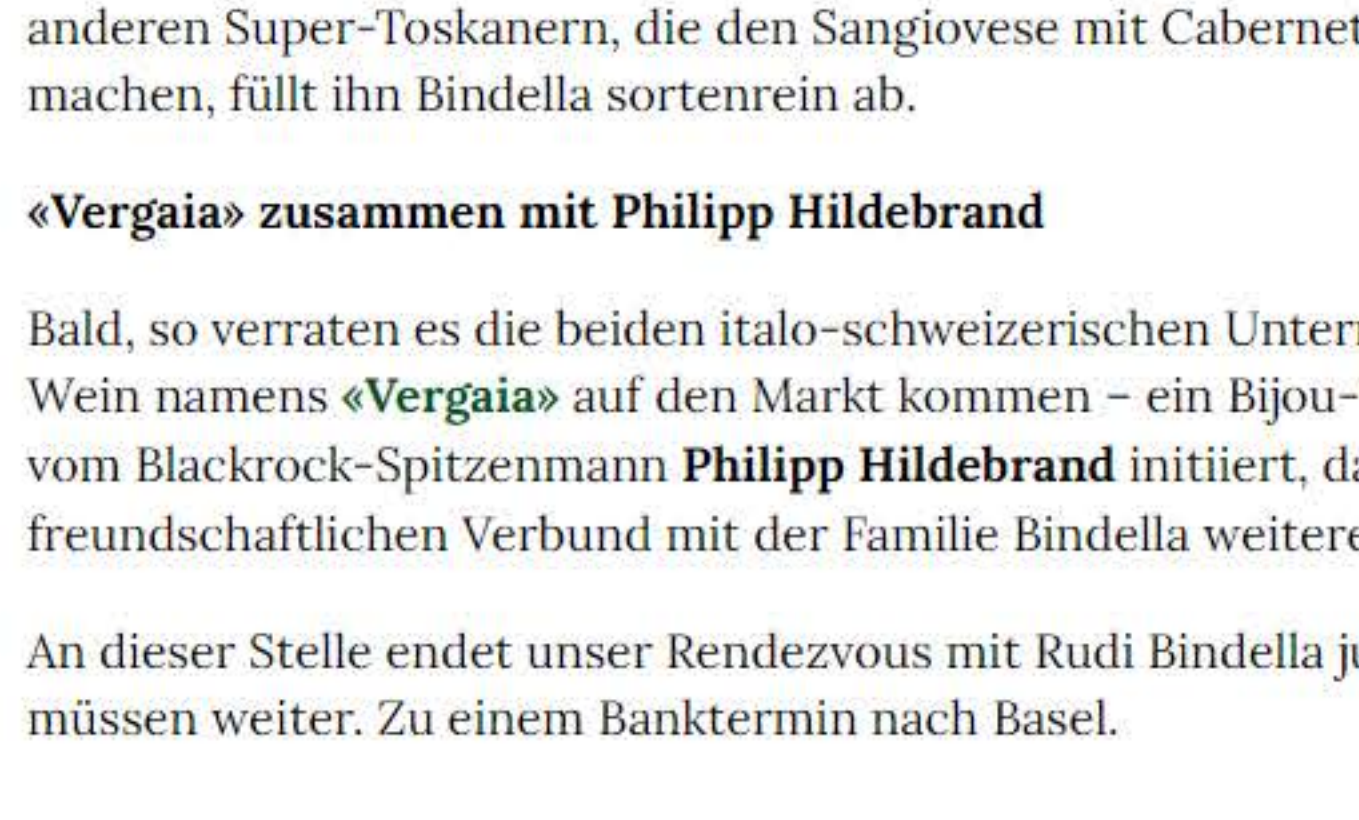 anderen Super-Toskanern, die den Sangiovese mit Cabernet
machen, füllt ihn Bindella sortenrein ab.
«Vergaia» zusammen mit Philipp Hildebrand
Bald, so verraten es die beiden italo-schweizerischen
Wein namens «Vergaia» auf den Markt kommen – ein Bijou-
vom Blackrock-Spitzenmann Philipp Hildebrand initiiert,
freundschaftlichen Verbund mit der Familie Bindella weitere
An dieser Stelle endet unser Rendezvous mit Rudi Bindella
müssen weiter. Zu einem Banktermin nach Basel.